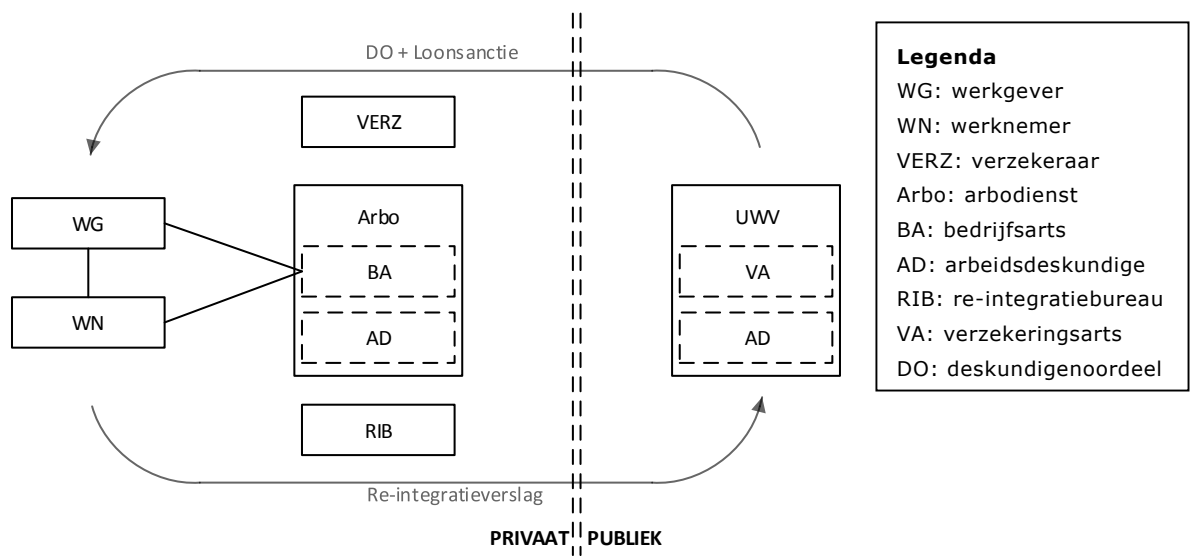 DO + Loonsanctie
VERZ
WG
WN
Arbo
BA
AD
RIB
UWV
VA
AD
Re-integratieverslag
PRIVAAT
PUBLIEK
Legenda
WG: werkgever
WN: werknemer
VERZ: verzekeraar
Arbo: arbodienst
BA: bedrijfsarts
AD: arbeidsdeskundige
RIB: re-integratiebureau
VA: verzekeringsarts
DO: deskundigenoordeel